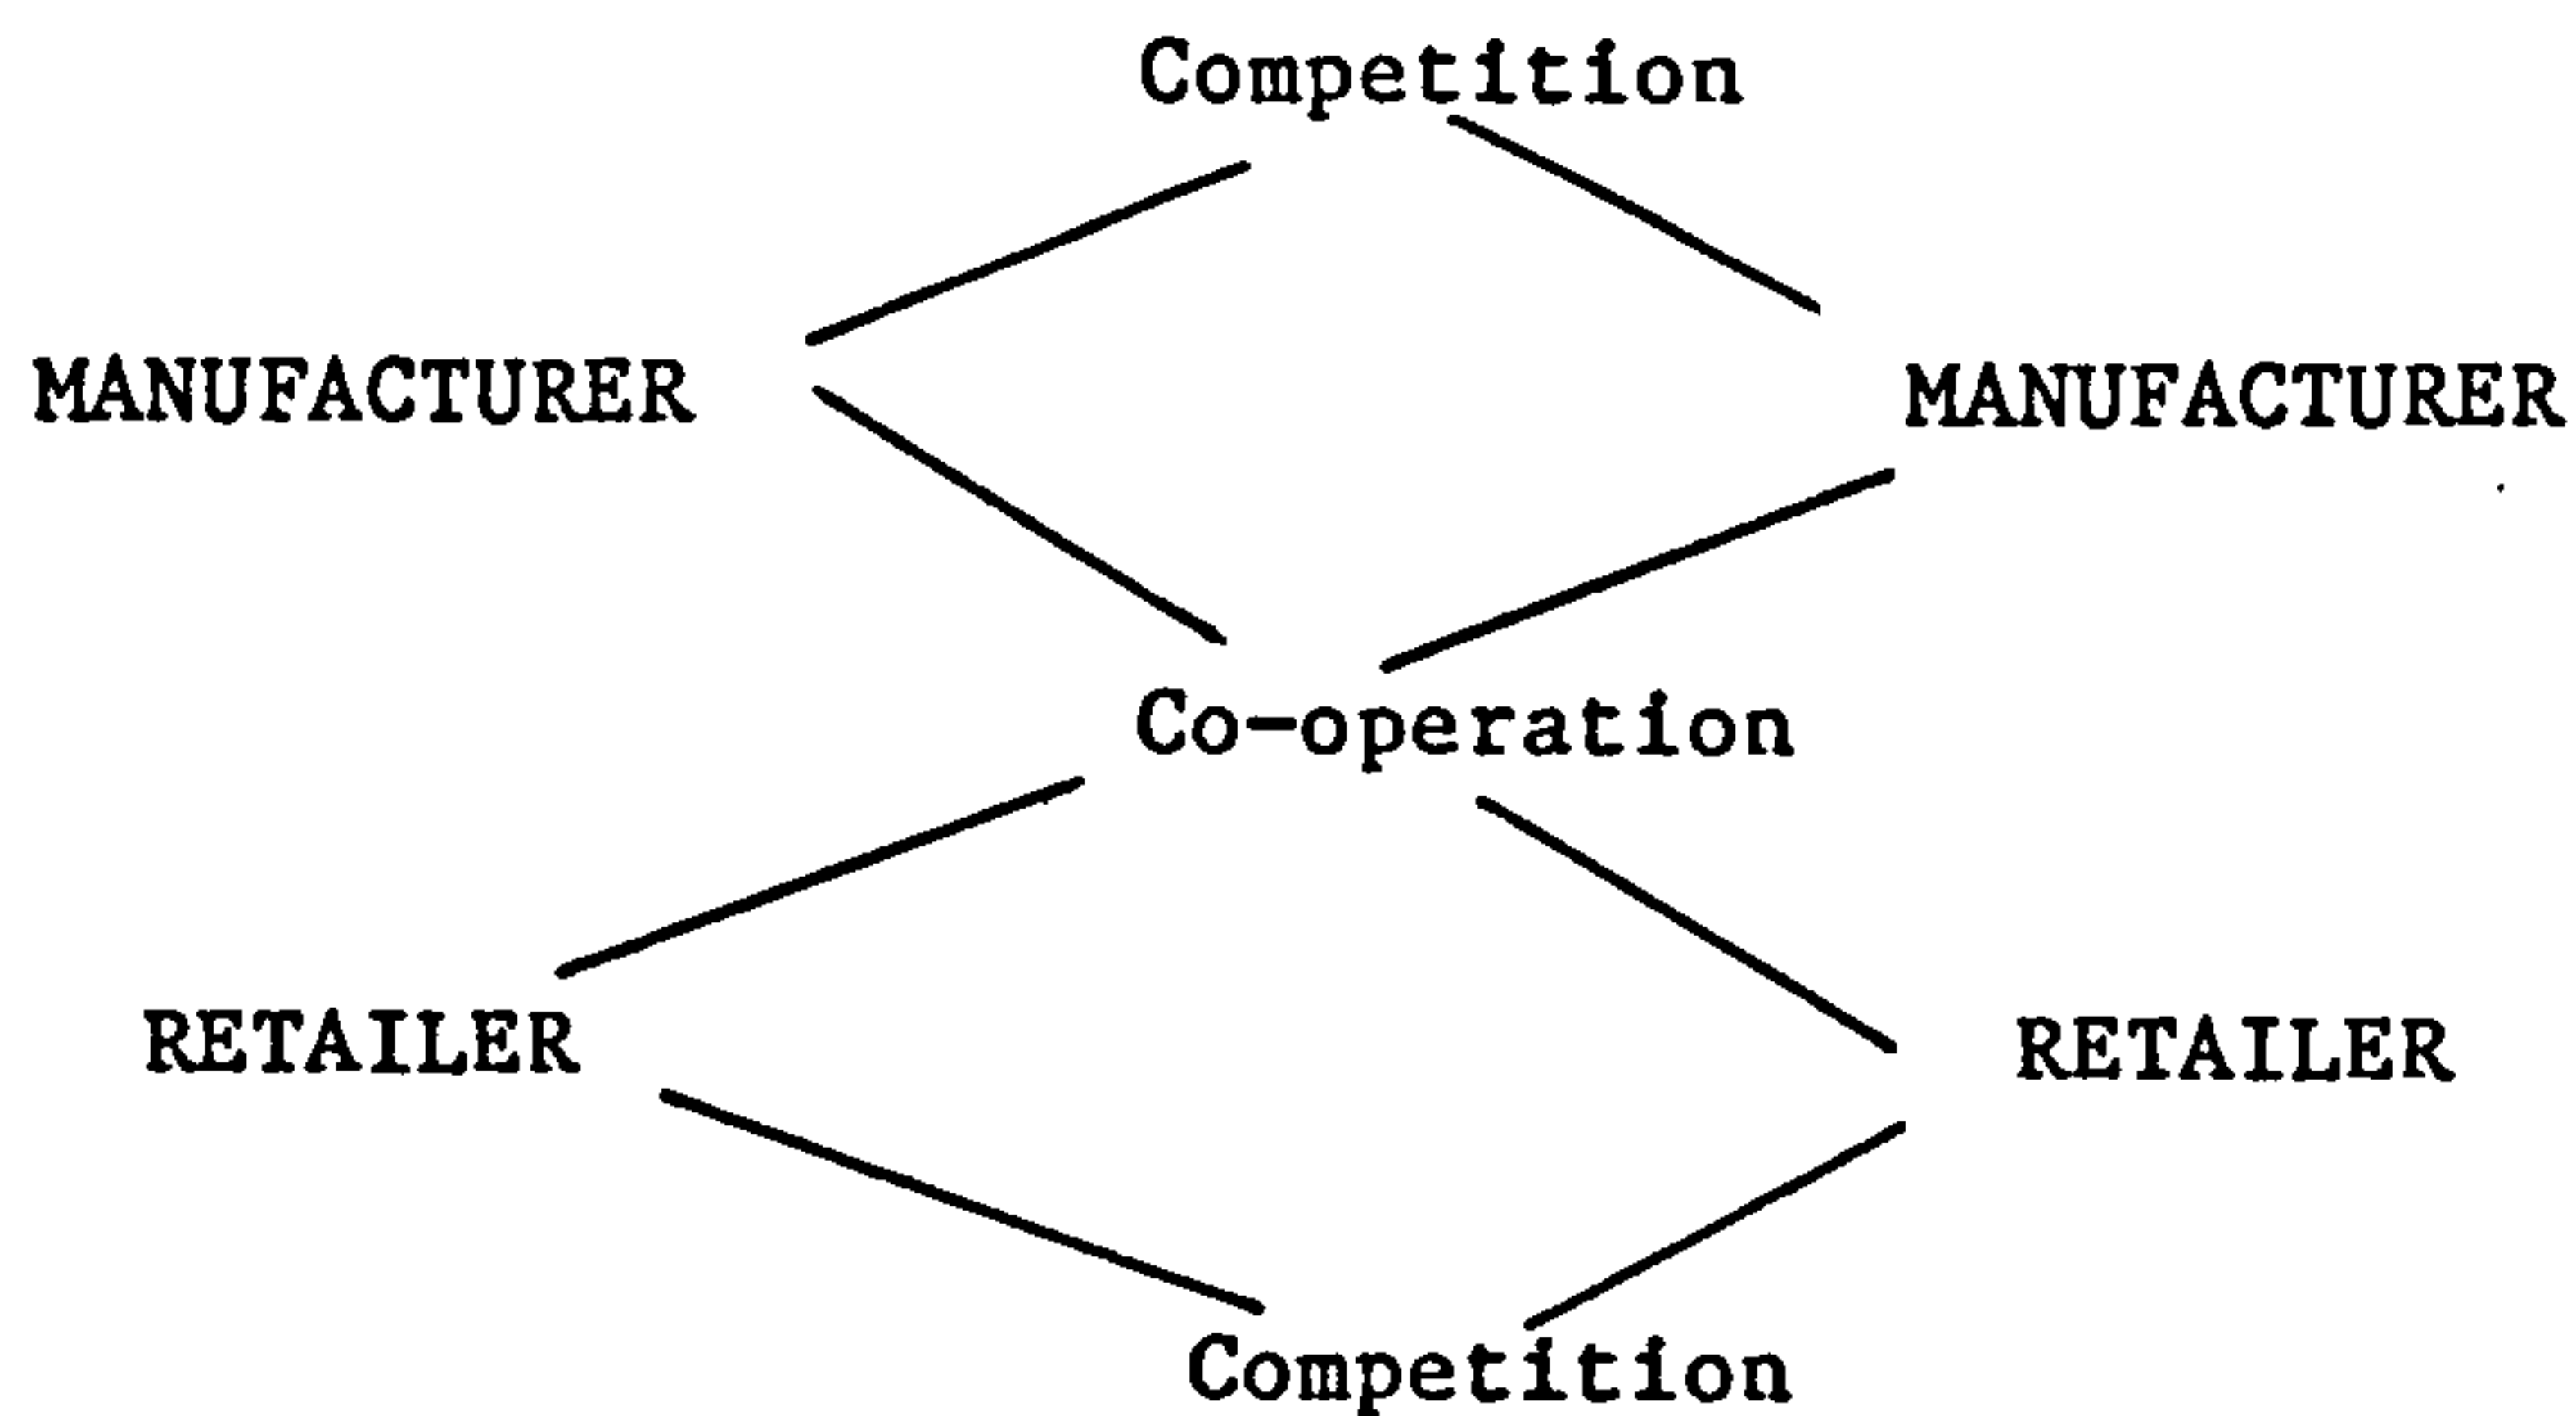 Competition
MANUFACTURER MANUFACTURER
Co-operation
RETAILER RETAILER
Competition